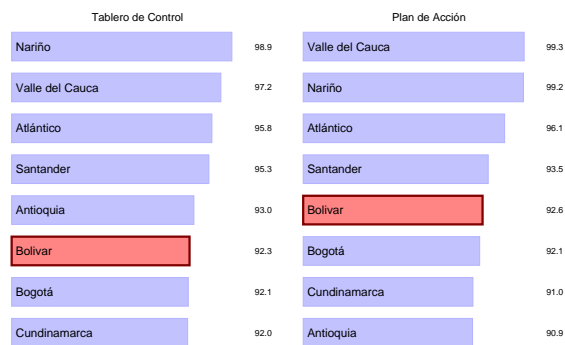 Tablero de Control
Nariño 98.9
Valle del Cauca 97.2
Atlántico 95.8
Santander 95.3
Antioquia 93.0
Bolivar 92.3
Bogotá 92.1
Cundinamarca 92.0
Plan de Acción
Valle del Cauca 99.3
Nariño 99.2
Atlántico 96.1
Santander 93.5
Bolivar 92.6
Bogotá 92.1
Cundinamarca 91.0
Antioquia 90.9